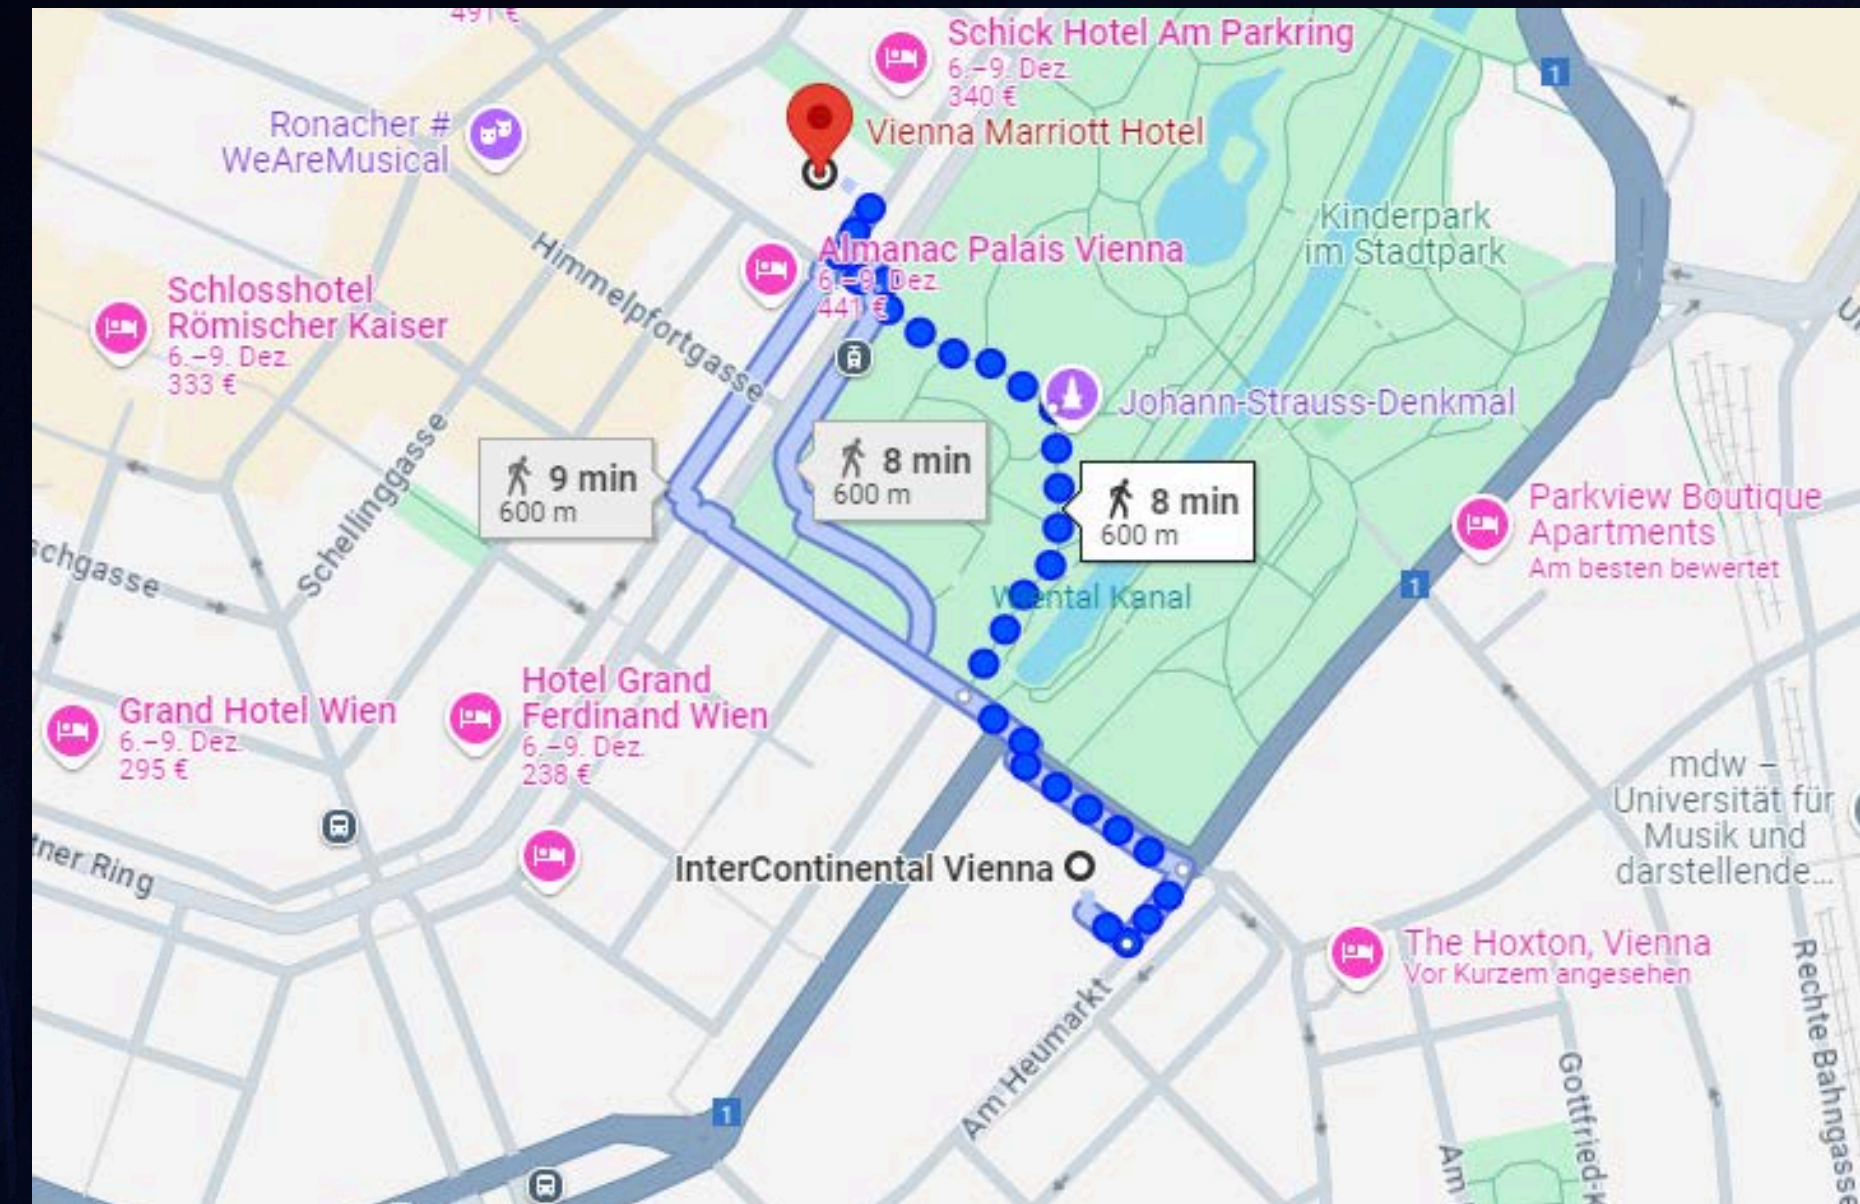 491 €
Schick Hotel Am Parkring
6.–9. Dez.
340 €
Ronacher #
WeAreMusical
Vienna Marriott Hotel
1
Kinderpark
im Stadtpark
Himmelpfortgasse
Almanac Palais Vienna
6.–9. Dez.
441 €
Schlosshotel
Römischer Kaiser
6.–9. Dez.
333 €
Johann-Strauss-Denkmal
9 min
600 m
8 min
600 m
8 min
600 m
Schellinggasse
Parkview Boutique
Apartments
Am besten bewertet
1
schgasse
Kanal
Hotel Grand
Ferdinand Wien
6.–9. Dez.
238 €
Grand Hotel Wien
6.–9. Dez.
295 €
mdw –
Universität für
Musik und
darstellende...
tner Ring
InterContinental Vienna
The Hoxton, Vienna
Vor Kurzem angesehen
Am Heumarkt
Rechte Bahngasse
Gottfried-K
1
Am